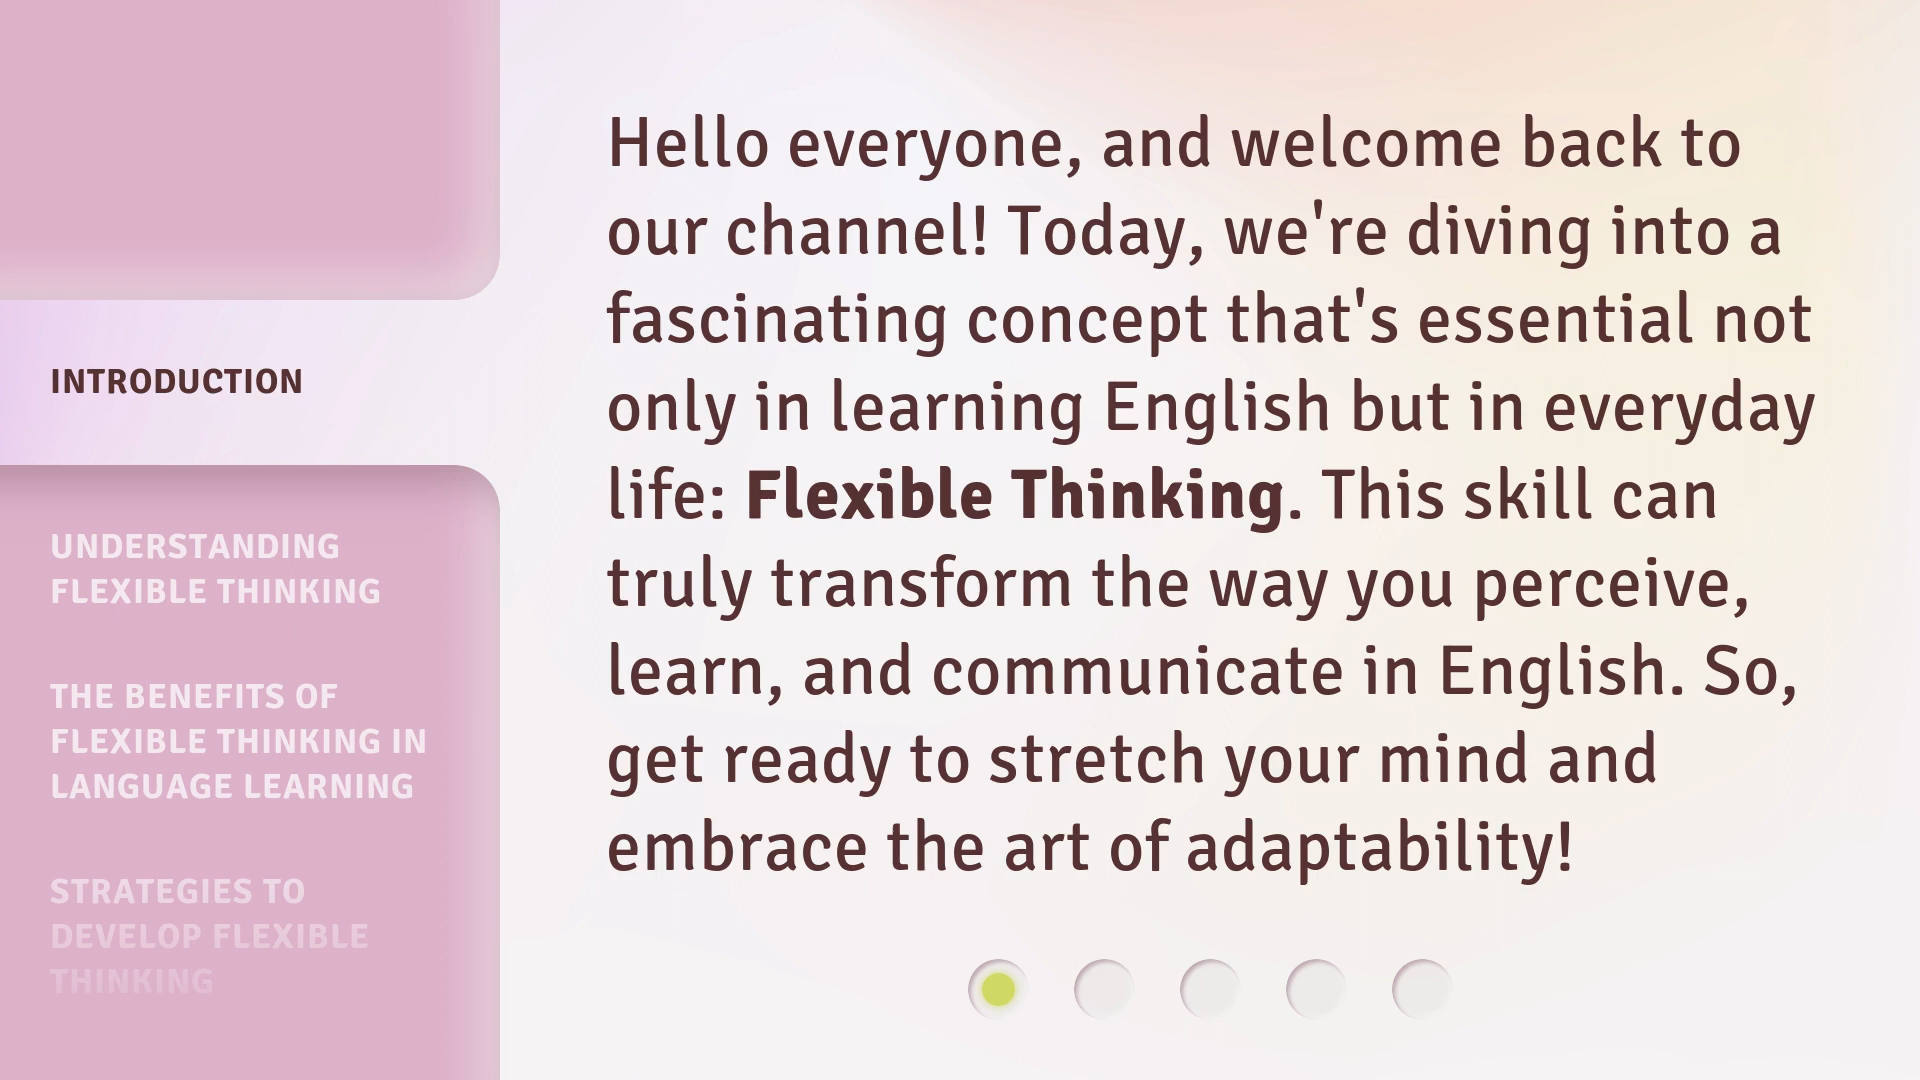 INTRODUCTION
UNDERSTANDING
FLEXIBLE THINKING
THE BENEFITS OF
FLEXIBLE THINKING IN
LANGUAGE LEARNING
STRATEGIES TO
DEVELOP FLEXIBLE
THINKING
Hello everyone, and welcome back to
our channel! Today, we're diving into a
fascinating concept that's essential not
only in learning English but in everyday
life: Flexible Thinking. This skill can
truly transform the way you perceive,
learn, and communicate in English. So,
get ready to stretch your mind and
embrace the art of adaptability!